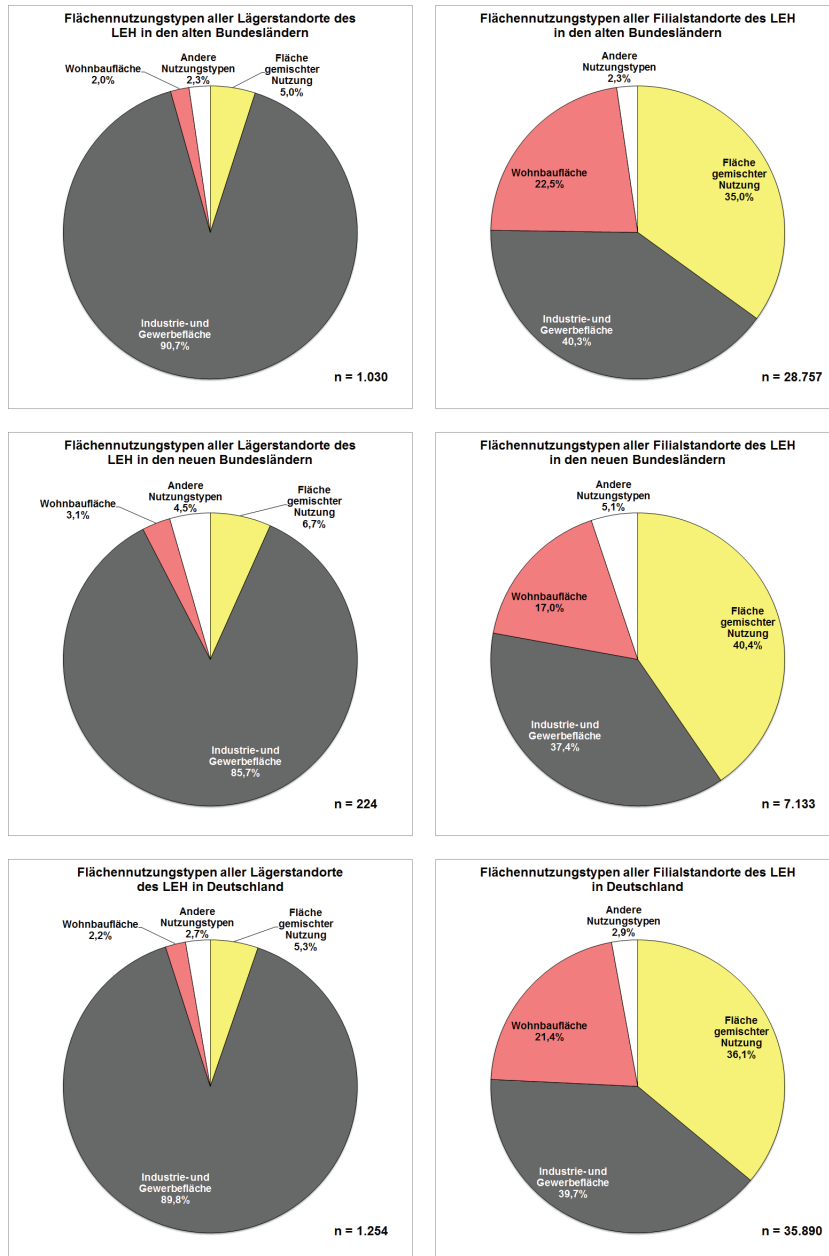 Flächennutzungstypen aller Lägerstandorte des
LEH in den alten Bundesländern
Andere
Nutzungstypen
2,3%
Wohnbaufläche
2,0%
Fläche
gemischter
Nutzung
5,0%
Industrie-und
Gewerbefläche
90,7%
n = 1.030
Flächennutzungstypen aller Filialstandorte des LEH
in den alten Bundesländern
Andere
Nutzungstypen
2,3%
Wohnbaufläche
22,5%
Fläche
gemischter
Nutzung
35,0%
Industrie-und
Gewerbefläche
40,3%
n = 28.757
Flächennutzungstypen aller Lägerstandorte des
LEH in den neuen Bundesländern
Andere
Nutzungstypen
4,5%
Wohnbaufläche
3,1%
Fläche
gemischter
Nutzung
6,7%
Industrie-und
Gewerbefläche
85,7%
n = 224
Flächennutzungstypen aller Filialstandorte des LEH
in den neuen Bundesländern
Andere
Nutzungstypen
5,1%
Wohnbaufläche
17,0%
Fläche
gemischter
Nutzung
40,4%
Industrie-und
Gewerbefläche
37,4%
n = 7.133
Flächennutzungstypen aller Lägerstandorte
des LEH in Deutschland
Andere
Nutzungstypen
2,7%
Wohnbaufläche
2,2%
Fläche
gemischter
Nutzung
5,3%
Industrie-und
Gewerbefläche
89,8%
n = 1.254
Flächennutzungstypen aller Filialstandorte des LEH
in Deutschland
Andere
Nutzungstypen
2,9%
Wohnbaufläche
21,4%
Fläche
gemischter
Nutzung
36,1%
Industrie-und
Gewerbefläche
39,7%
n = 35.890